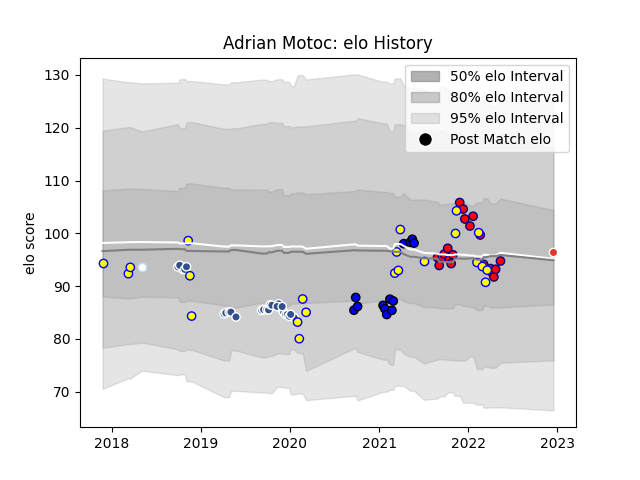 Adrian Motoc: elo History
50% elo Interval
80% elo Interval
95% elo Interval
Post Match elo
elo score
130
120
110
100
90
80
70
2018
2019
2020
2021
2022
2023